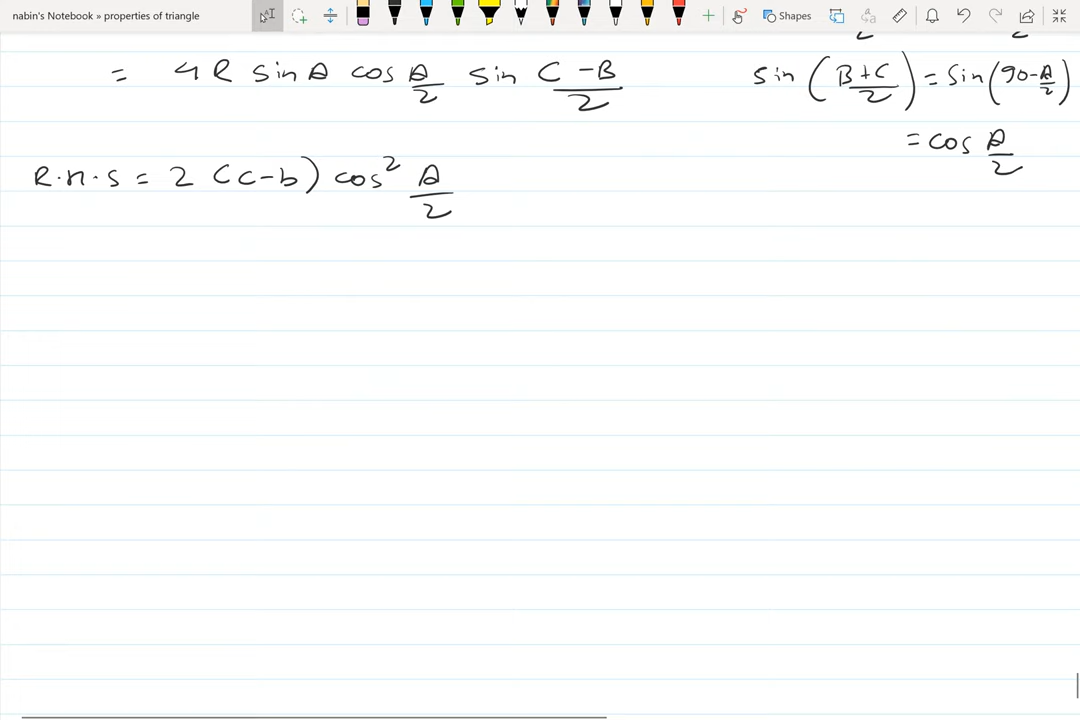 nabin's Notebook » properties of triangle
Shapes
= 4 R sin A cos A/2 sin C-B/2
sin (B+C/2) = sin (90-A/2)
= cos A/2
R.H.S = 2 (c-b) cos² A/2